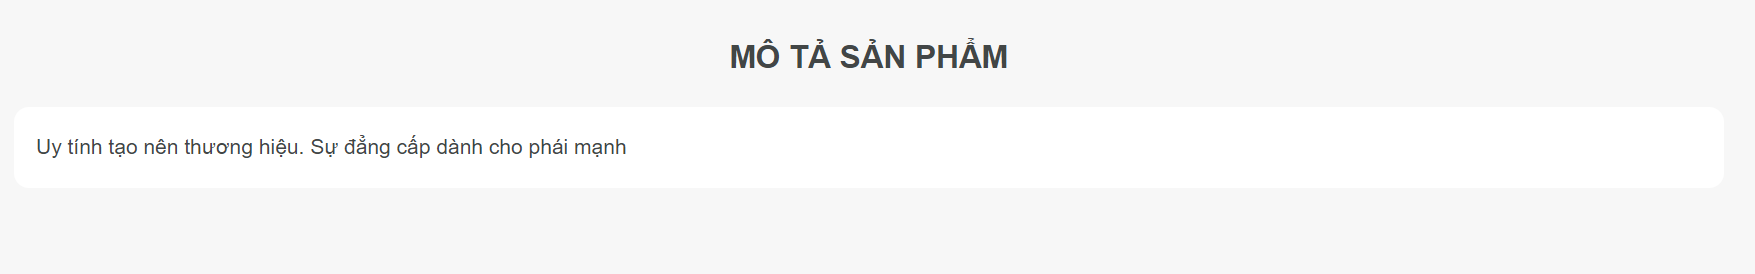 MÔ TẢ SẢN PHẨM
Uy tính tạo nên thương hiệu. Sự đẳng cấp dành cho phái mạnh